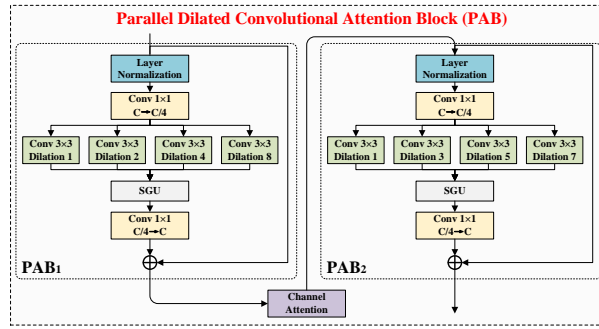 Parallel Dilated Convolutional Attention Block (PAB)
Layer
Normalization
Conv 1×1
C→C/4
Conv 3×3
Dilation 1
Conv 3×3
Dilation 2
Conv 3×3
Dilation 4
Conv 3×3
Dilation 8
SGU
Conv 1×1
C/4→C
PAB1
Channel
Attention
Layer
Normalization
Conv 1×1
C→C/4
Conv 3×3
Dilation 1
Conv 3×3
Dilation 3
Conv 3×3
Dilation 5
Conv 3×3
Dilation 7
SGU
Conv 1×1
C/4→C
PAB2